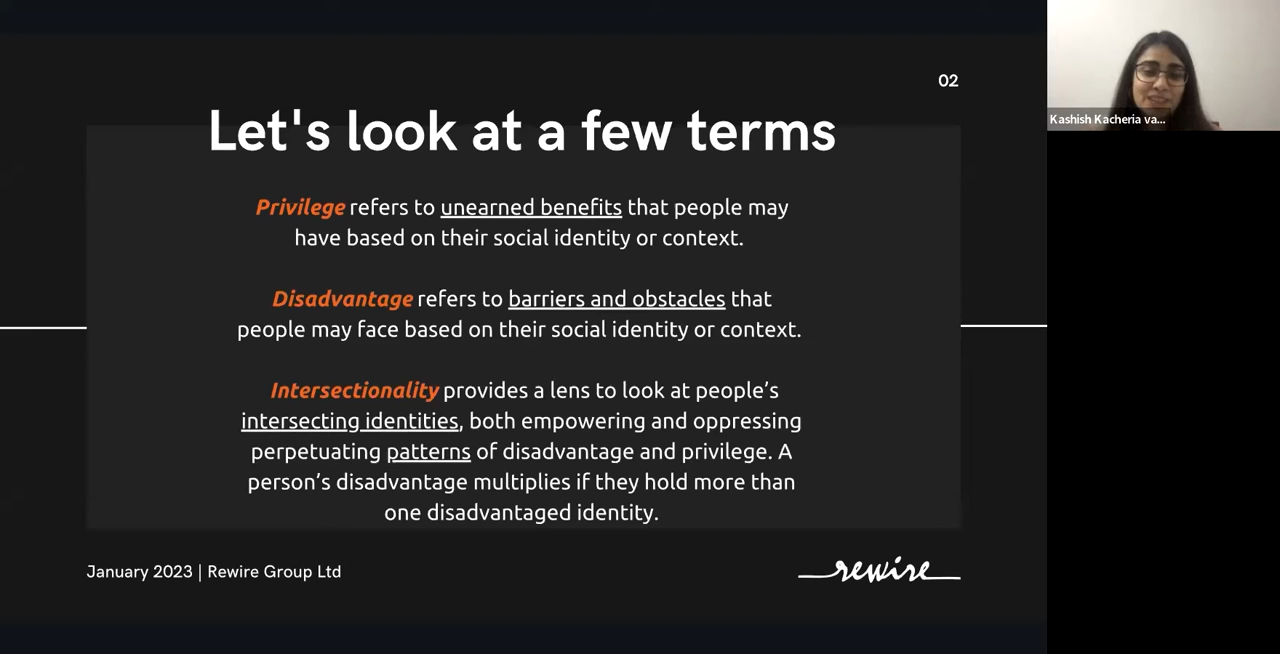 02
Let's look at a few terms
Privilege refers to unearned benefits that people may
have based on their social identity or context.
Disadvantage refers to barriers and obstacles that
people may face based on their social identity or context.
Intersectionality provides a lens to look at people’s
intersecting identities, both empowering and oppressing
perpetuating patterns of disadvantage and privilege. A
person’s disadvantage multiplies if they hold more than
one disadvantaged identity.
January 2023 | Rewire Group Ltd
rewire
Kashish Kacheria va...